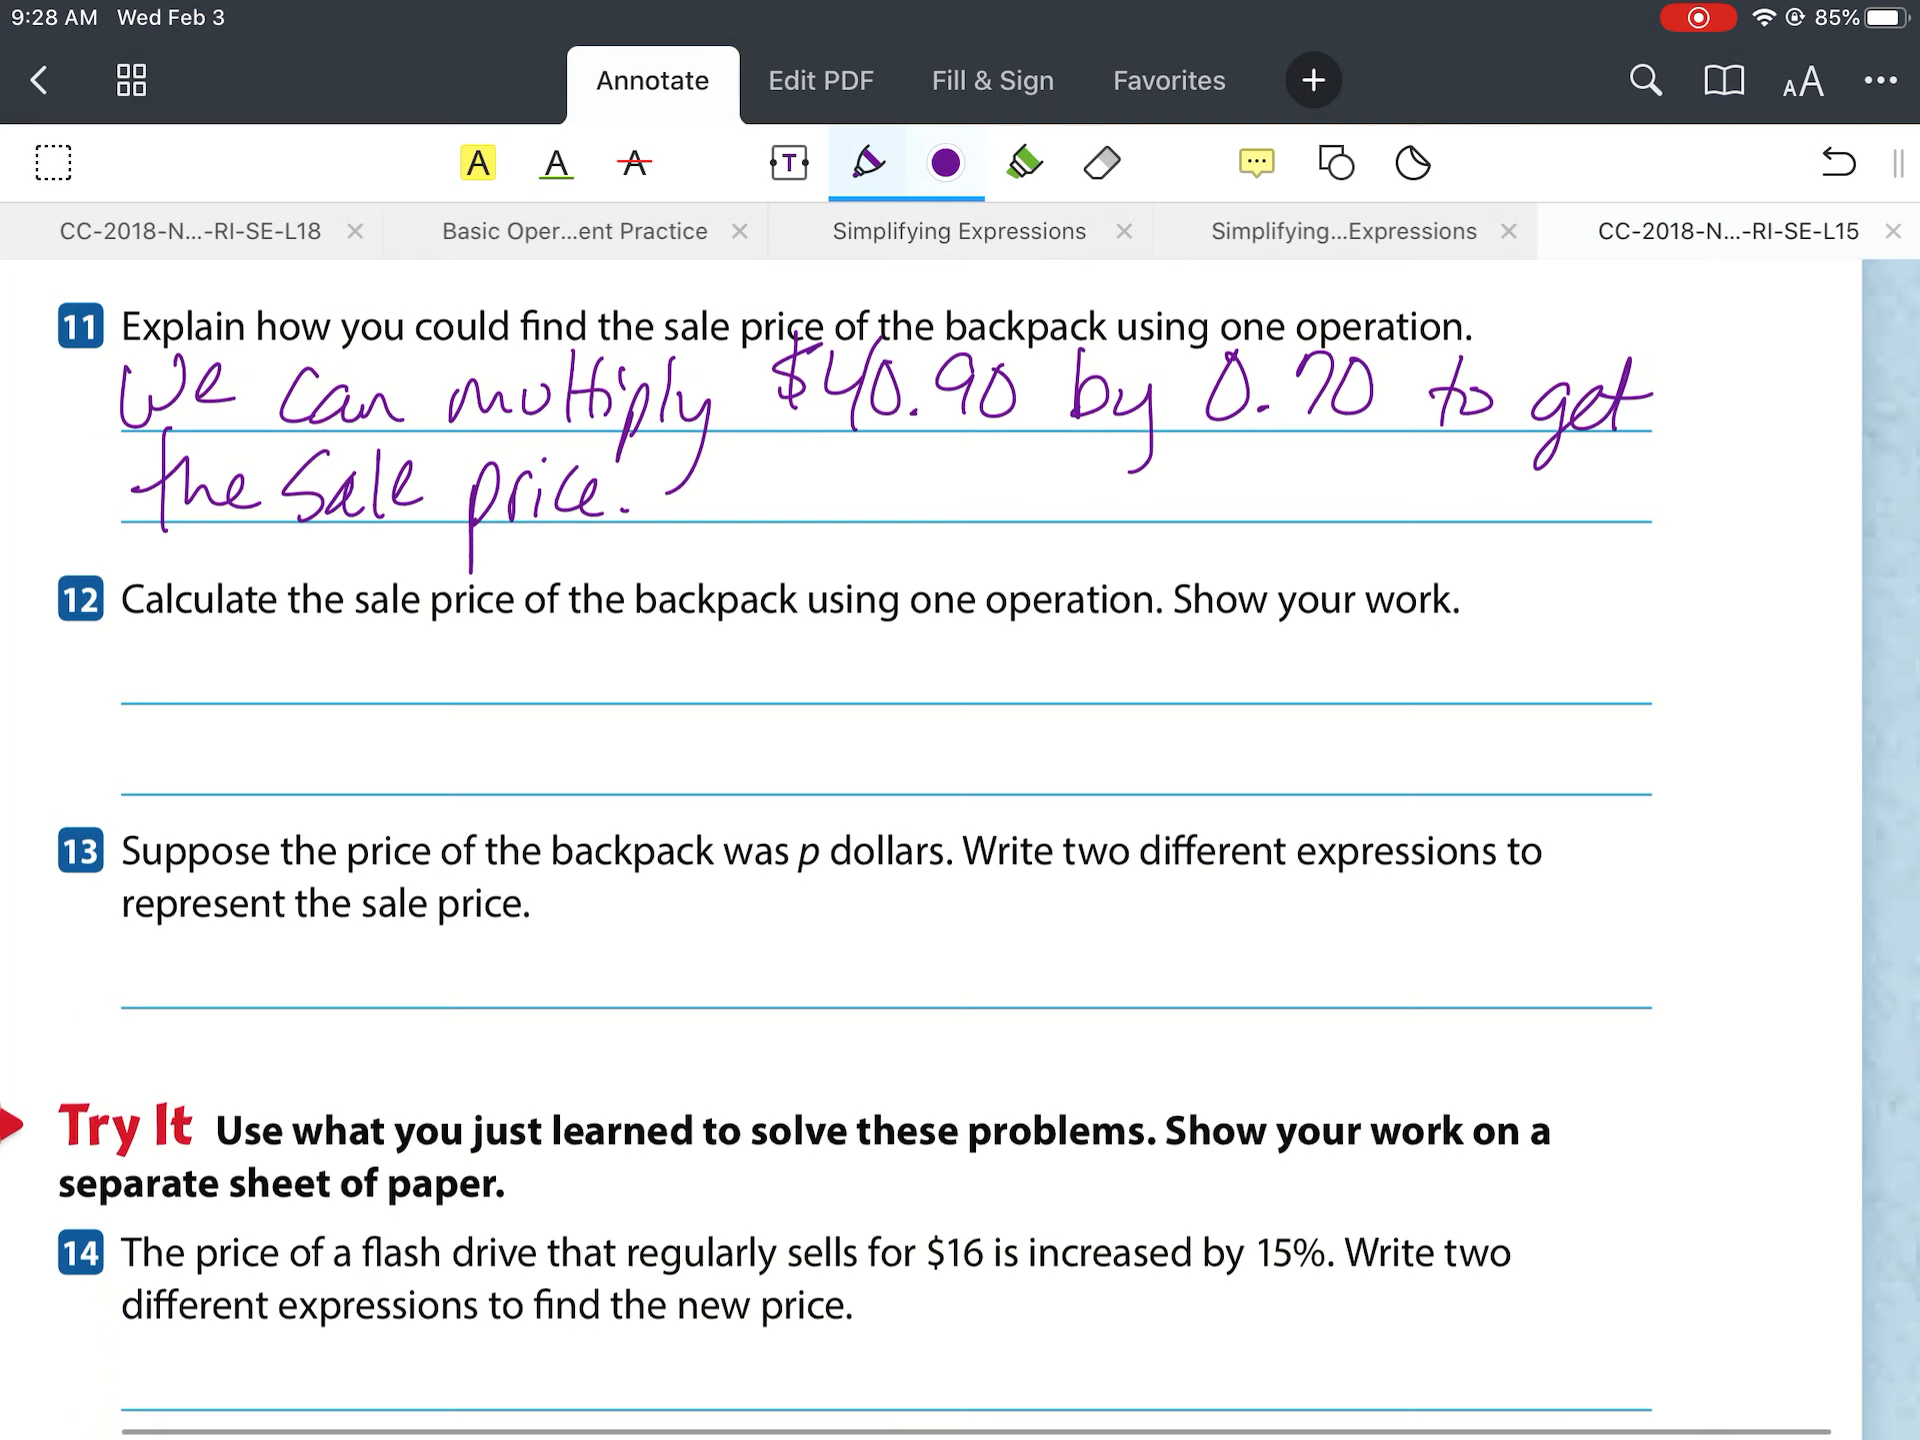 9:28 AM Wed Feb 3
85%
Annotate Edit PDF Fill & Sign Favorites
AA
A A A T
CC-2018-N...-RI-SE-L18 Basic Oper...ent Practice Simplifying Expressions Simplifying...Expressions CC-2018-N...-RI-SE-L15
11 Explain how you could find the sale price of the backpack using one operation.
We can multiply $40.90 by 0.70 to get
the sale price.
12 Calculate the sale price of the backpack using one operation. Show your work.
13 Suppose the price of the backpack was p dollars. Write two different expressions to
represent the sale price.
Try It Use what you just learned to solve these problems. Show your work on a
separate sheet of paper.
14 The price of a flash drive that regularly sells for $16 is increased by 15%. Write two
different expressions to find the new price.